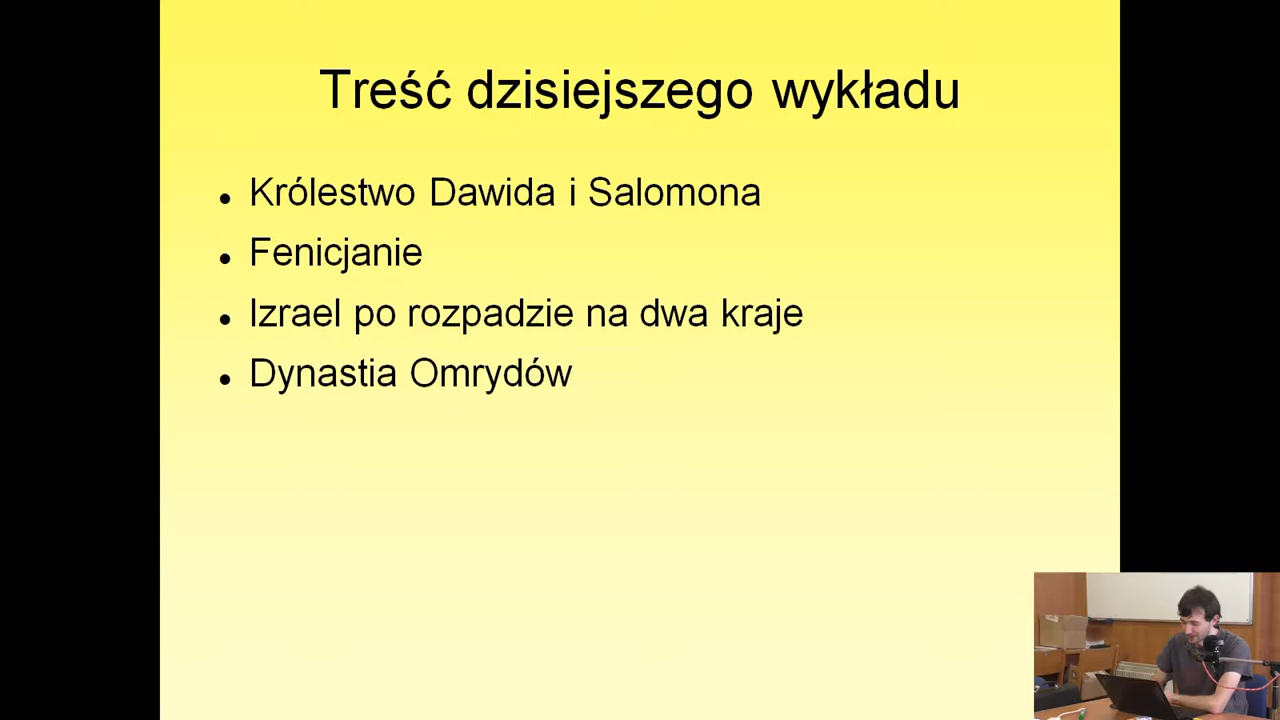 Treść dzisiejszego wykładu
Królestwo Dawida i Salomona
Fenicjanie
Izrael po rozpadzie na dwa kraje
Dynastia Omrydów